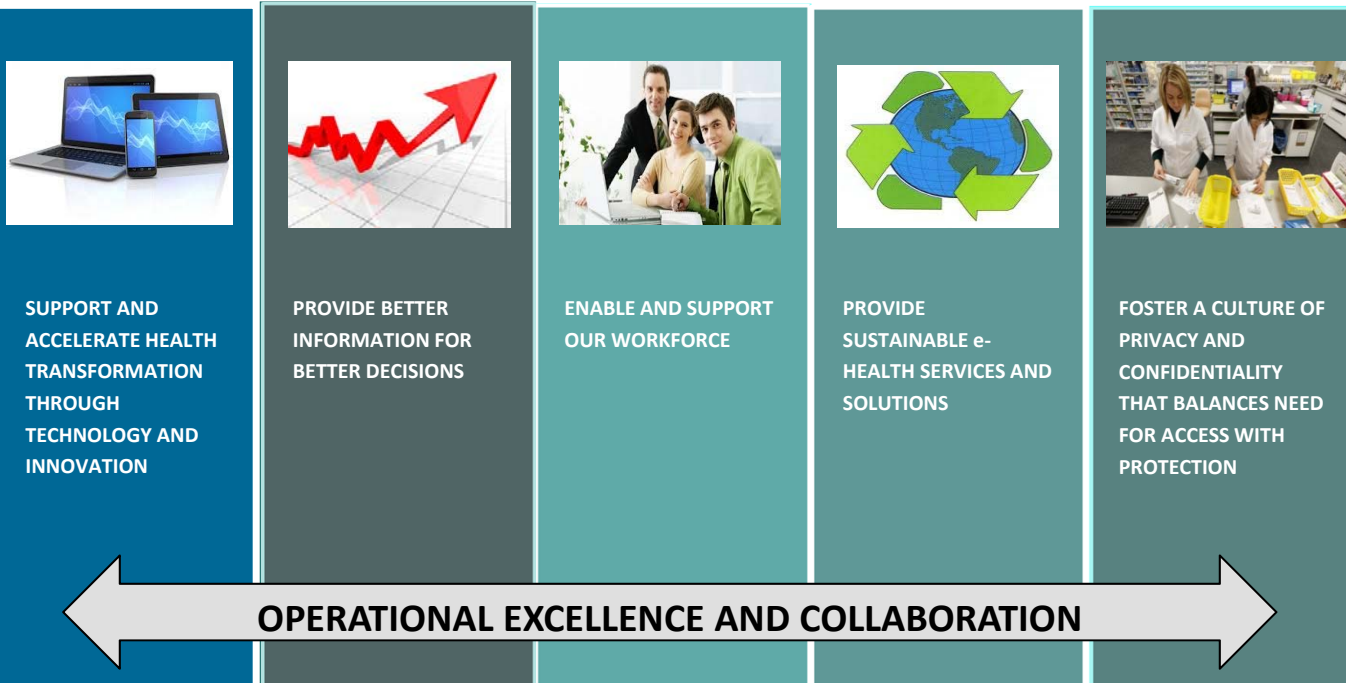 SUPPORT AND
ACCELERATE HEALTH
TRANSFORMATION
THROUGH
TECHNOLOGY AND
INNOVATION
PROVIDE BETTER
INFORMATION FOR
BETTER DECISIONS
ENABLE AND SUPPORT
OUR WORKFORCE
PROVIDE
SUSTAINABLE e-
HEALTH SERVICES AND
SOLUTIONS
FOSTER A CULTURE OF
PRIVACY AND
CONFIDENTIALITY
THAT BALANCES NEED
FOR ACCESS WITH
PROTECTION
OPERATIONAL EXCELLENCE AND COLLABORATION